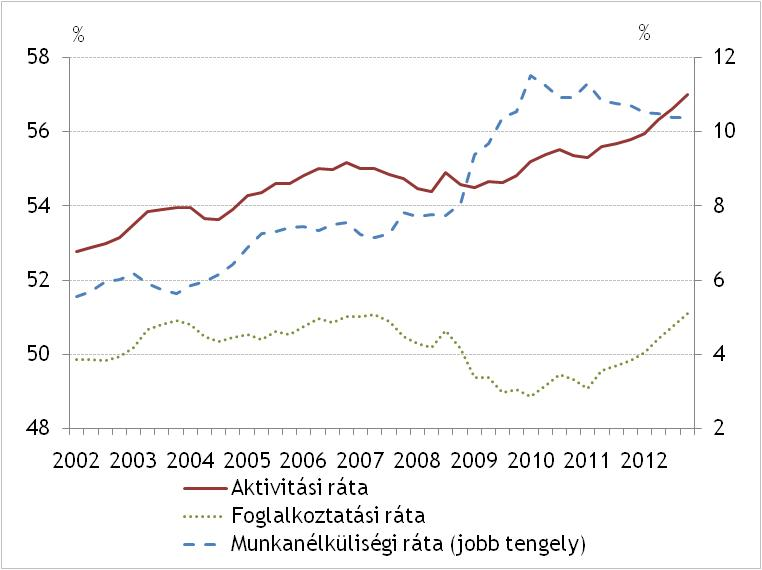 % %
58 12
56 10
54 8
52 6
50 4
48 2
2002 2003 2004 2005 2006 2007 2008 2009 2010 2011 2012
Aktivitási ráta
Foglalkoztatási ráta
Munkanélküliségi ráta (jobb tengely)